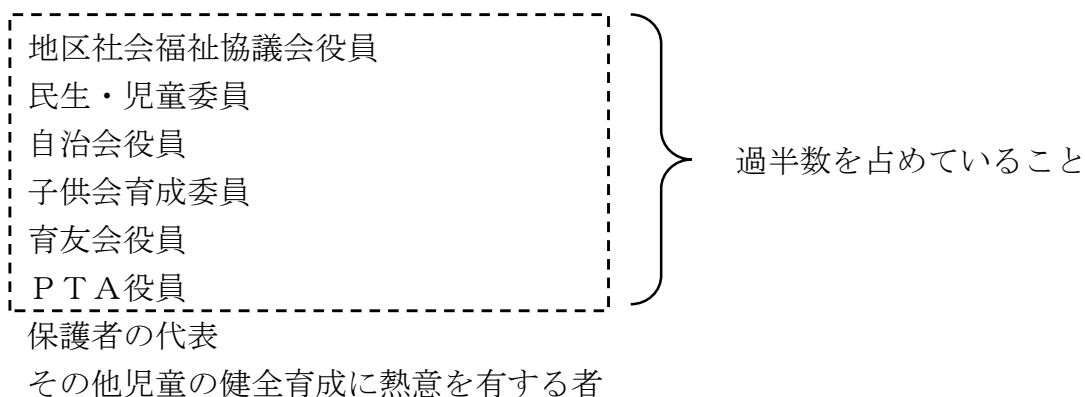 地区社会福祉協議会役員
民生・児童委員
自治会役員
子供会育成委員
育友会役員
ＰＴＡ役員
過半数を占めていること
保護者の代表
その他児童の健全育成に熱意を有する者